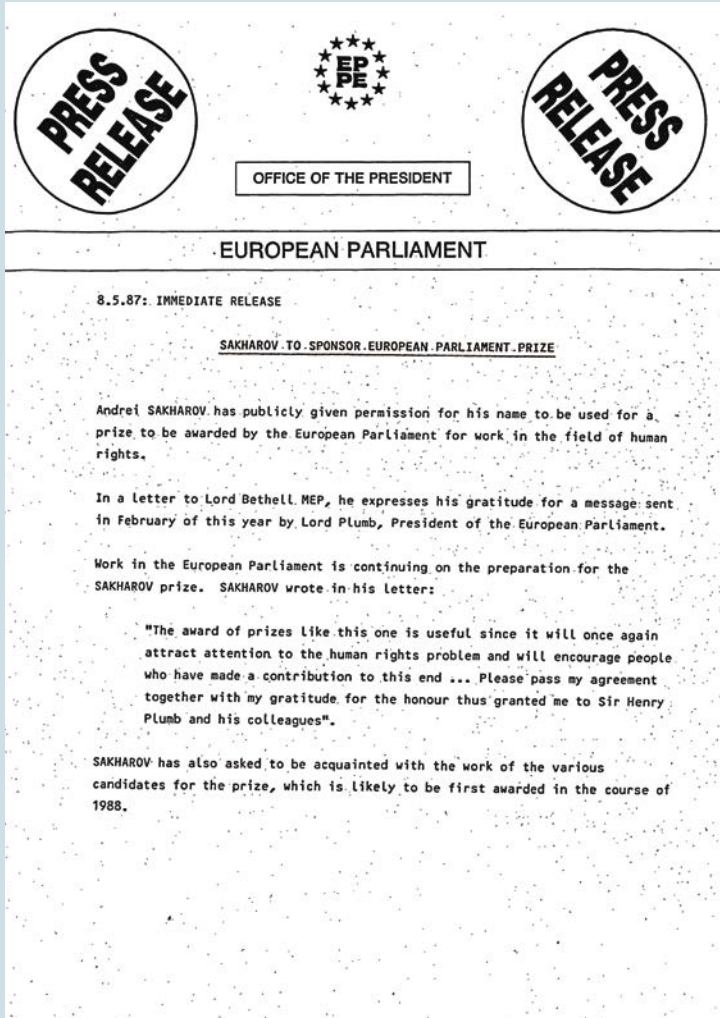 PRESS
RELEASE
EP
PE
PRESS
RELEASE
OFFICE OF THE PRESIDENT
EUROPEAN PARLIAMENT
8.5.87: IMMEDIATE RELEASE
SAKHAROV TO SPONSOR EUROPEAN PARLIAMENT PRIZE
Andrei SAKHAROV has publicly given permission for his name to be used for a
prize to be awarded by the European Parliament for work in the field of human
rights.
In a letter to Lord Bethell MEP, he expresses his gratitude for a message sent
in February of this year by Lord Plumb, President of the European Parliament.
Work in the European Parliament is continuing on the preparation for the
SAKHAROV prize. SAKHAROV wrote in his letter:
"The award of prizes like this one is useful since it will once again
attract attention to the human rights problem and will encourage people
who have made a contribution to this end ... Please pass my agreement
together with my gratitude for the honour thus granted me to Sir Henry
Plumb and his colleagues".
SAKHAROV has also asked to be acquainted with the work of the various
candidates for the prize, which is likely to be first awarded in the course of
1988.